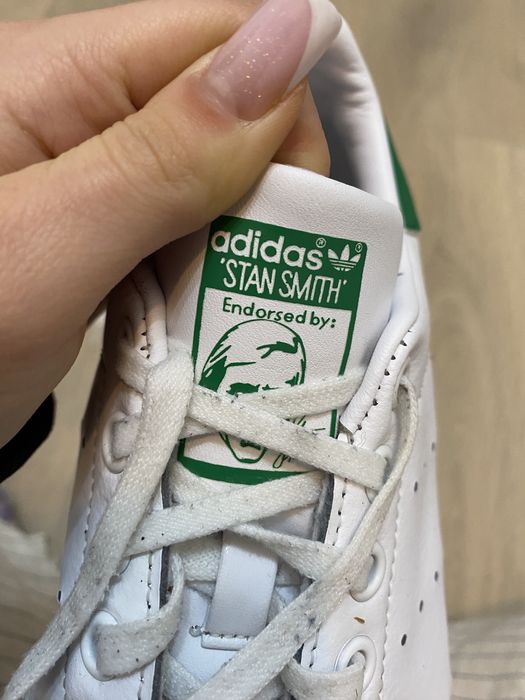 adidas® ®
'STAN SMITH'
Endorsed by: